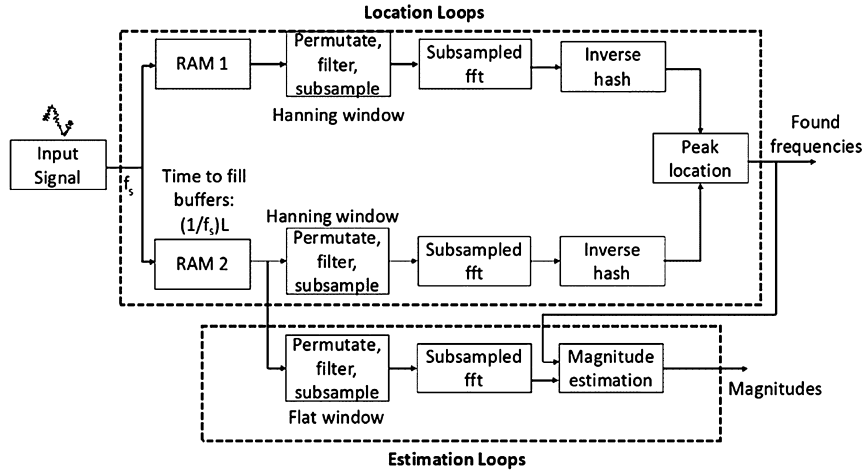 Location Loops
RAM 1
Permutate,
filter,
subsample
Hanning window
Subsampled
fft
Inverse
hash
Input
Signal
fs
Time to fill
buffers:
(1/fs)L
RAM 2
Hanning window
Permutate,
filter,
subsample
Subsampled
fft
Inverse
hash
Peak
location
Found
frequencies
Permutate,
filter,
subsample
Flat window
Subsampled
fft
Magnitude
estimation
Magnitudes
Estimation Loops